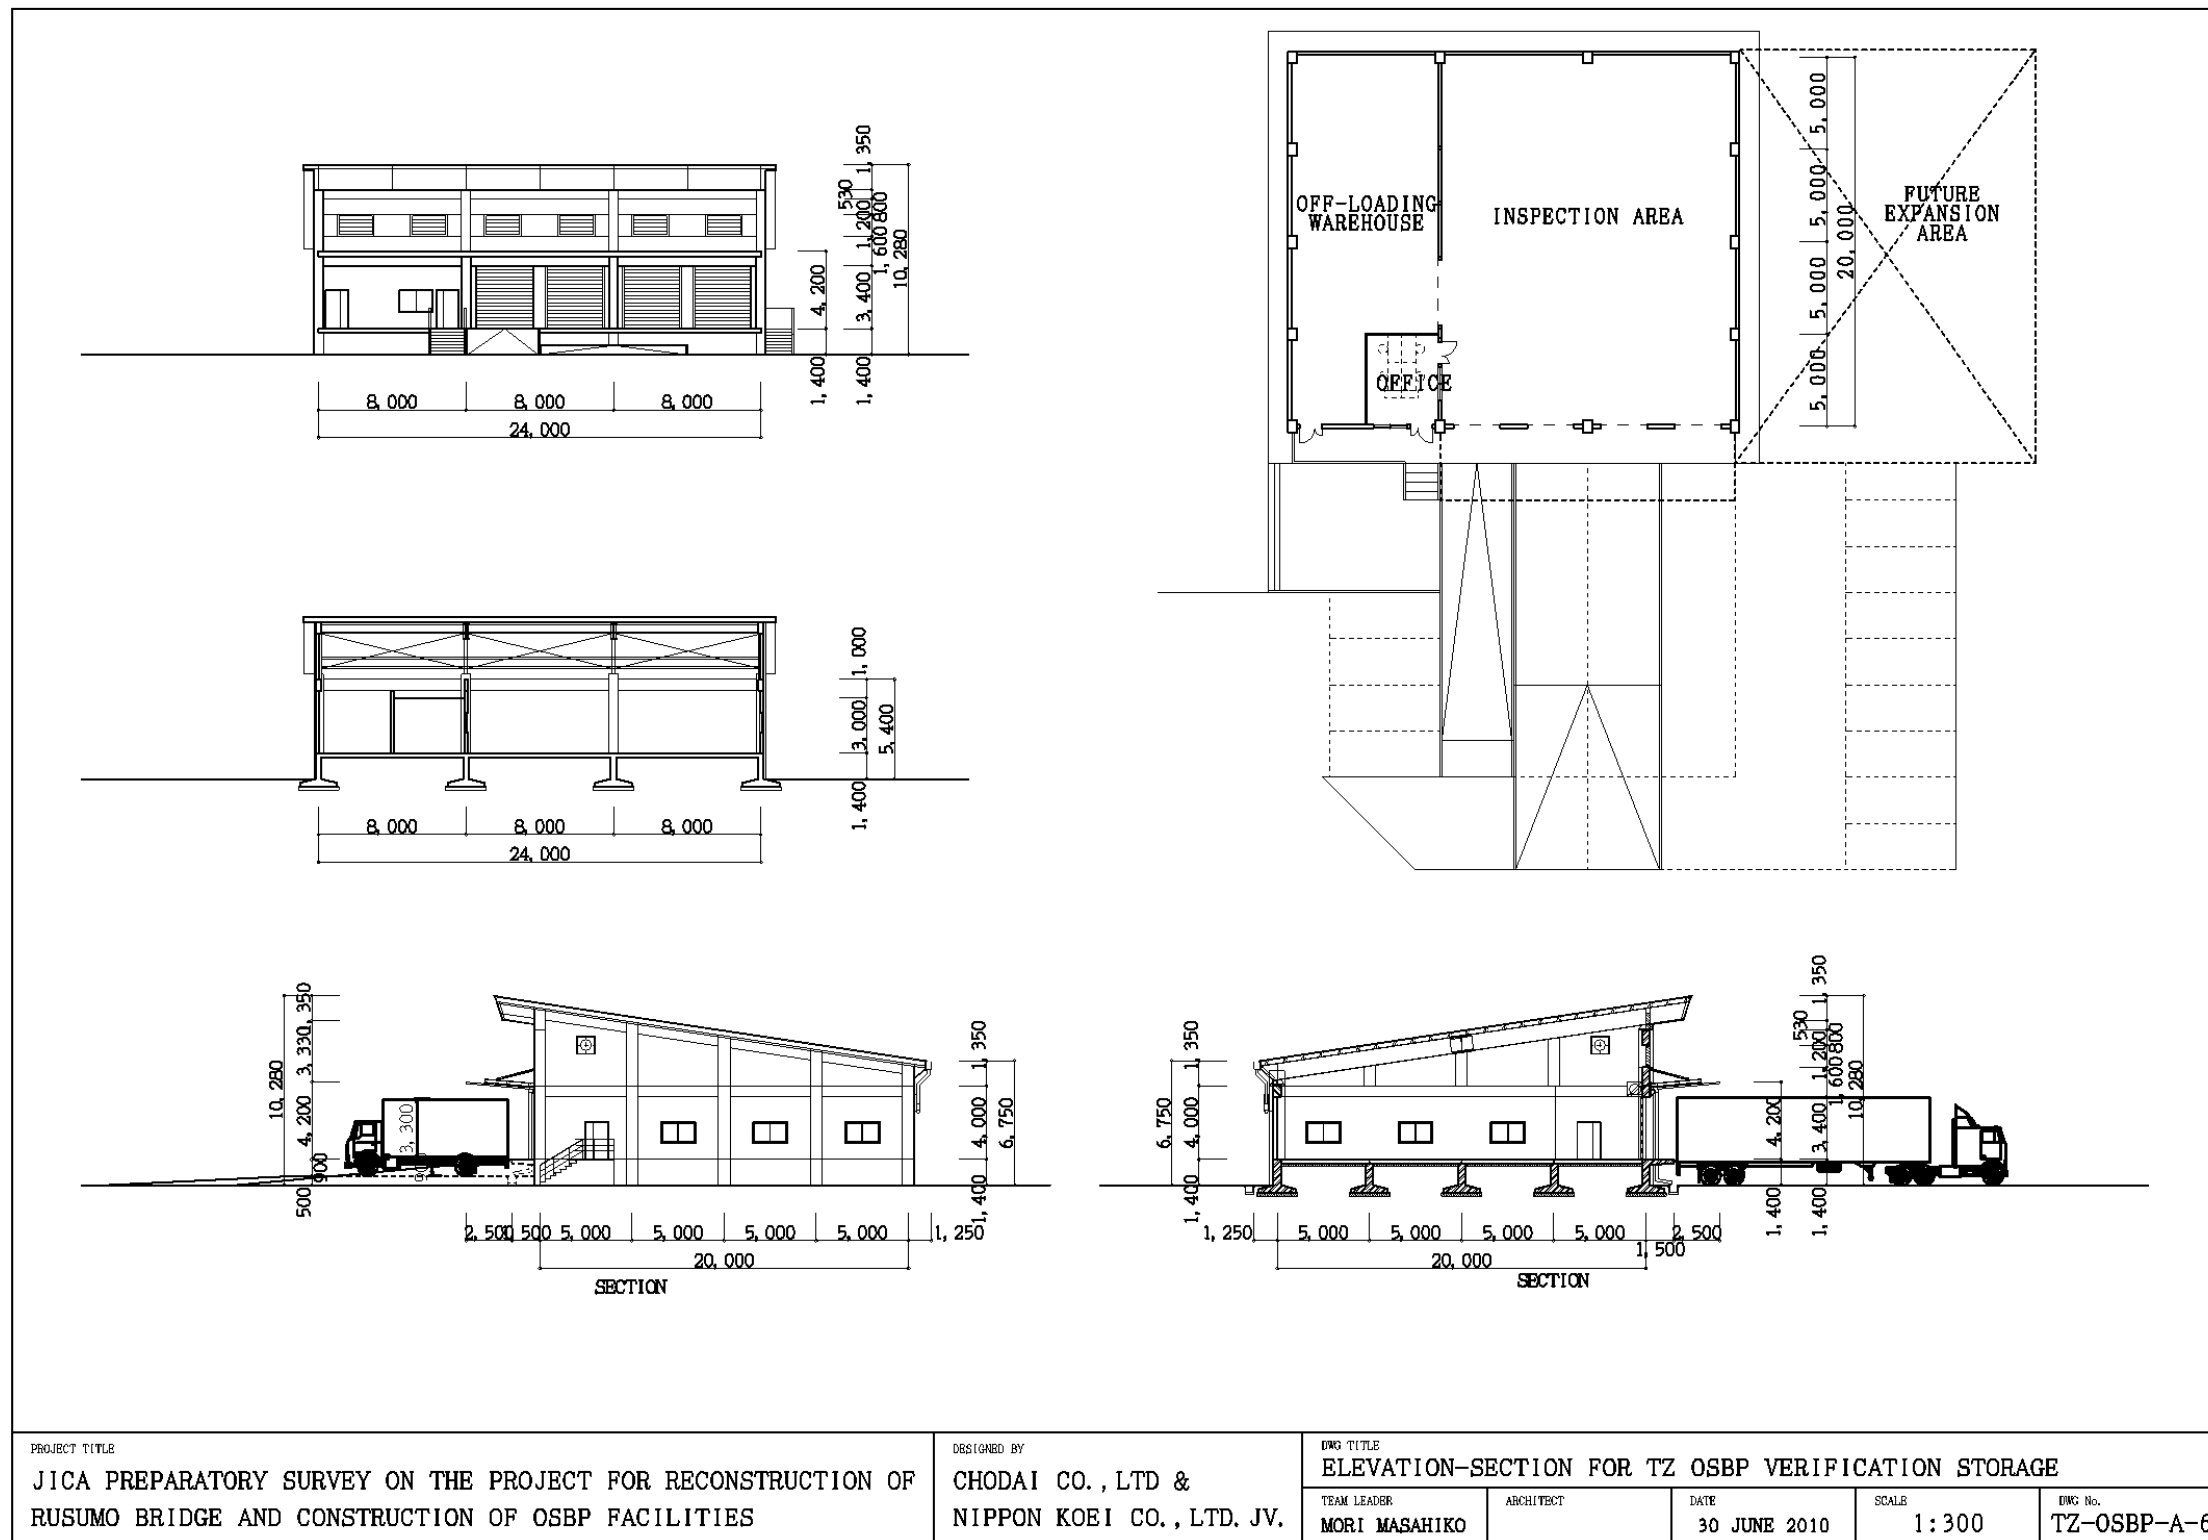 1,350
530
1,200
800
1,600
10,280
4,200
3,400
1,400
1,400
8,000
8,000
8,000
24,000
5,000
5,000
5,000
5,000
20,000
OFF-LOADING
WAREHOUSE
INSPECTION AREA
FUTURE
EXPANSION
AREA
OFFICE
1,000
3,000
5,400
1,400
8,000
8,000
8,000
24,000
1,350
3,330
10,280
4,200
3,300
900
500
1,350
4,000
6,750
1,400
2,500
1,500
5,000
5,000
5,000
5,000
1,250
20,000
SECTION
1,350
6,750
4,000
1,400
1,350
530
1,200
800
1,600
10,280
4,200
3,400
1,400
1,400
1,250
5,000
5,000
5,000
5,000
2,500
1,500
20,000
SECTION
PROJECT TITLE
JICA PREPARATORY SURVEY ON THE PROJECT FOR RECONSTRUCTION OF
RUSUMO BRIDGE AND CONSTRUCTION OF OSBP FACILITIES
DESIGNED BY
CHODAI CO.,LTD &
NIPPON KOEI CO.,LTD. JV.
DWG TITLE
ELEVATION-SECTION FOR TZ OSBP VERIFICATION STORAGE
TEAM LEADER
MORI MASAHIKO
ARCHITECT
DATE
30 JUNE 2010
SCALE
1:300
DWG No.
TZ-OSBP-A-6